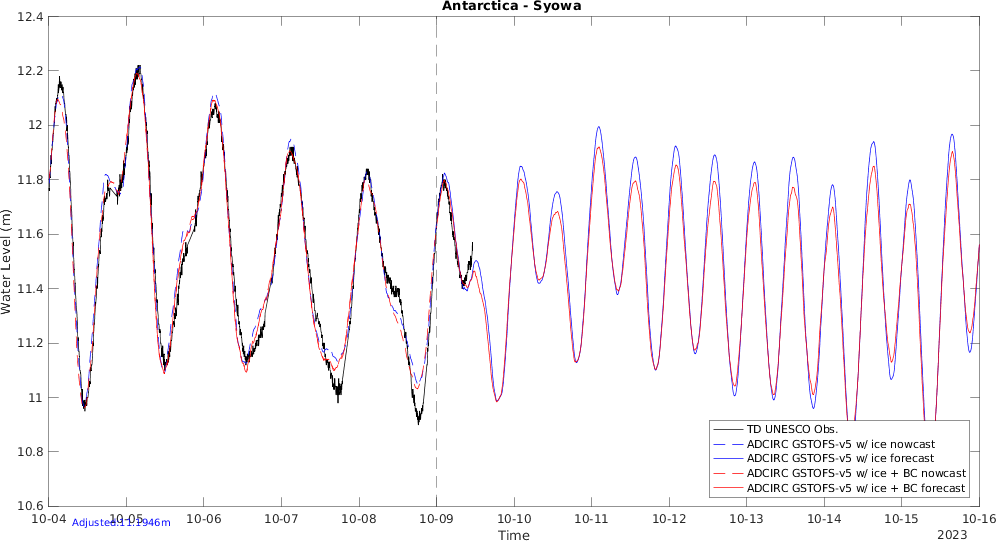 Antarctica - Syowa
12.4
12.2
12
11.8
11.6
11.4
11.2
11
10.8
10.6
Water Level (m)
TD UNESCO Obs.
ADCIRC GSTOFS-v5 w/ ice nowcast
ADCIRC GSTOFS-v5 w/ ice forecast
ADCIRC GSTOFS-v5 w/ ice + BC nowcast
ADCIRC GSTOFS-v5 w/ ice + BC forecast
10-04 10-05 10-06 10-07 10-08 10-09 10-10 10-11 10-12 10-13 10-14 10-15 10-16
Adjusted:11.1946m
Time
2023